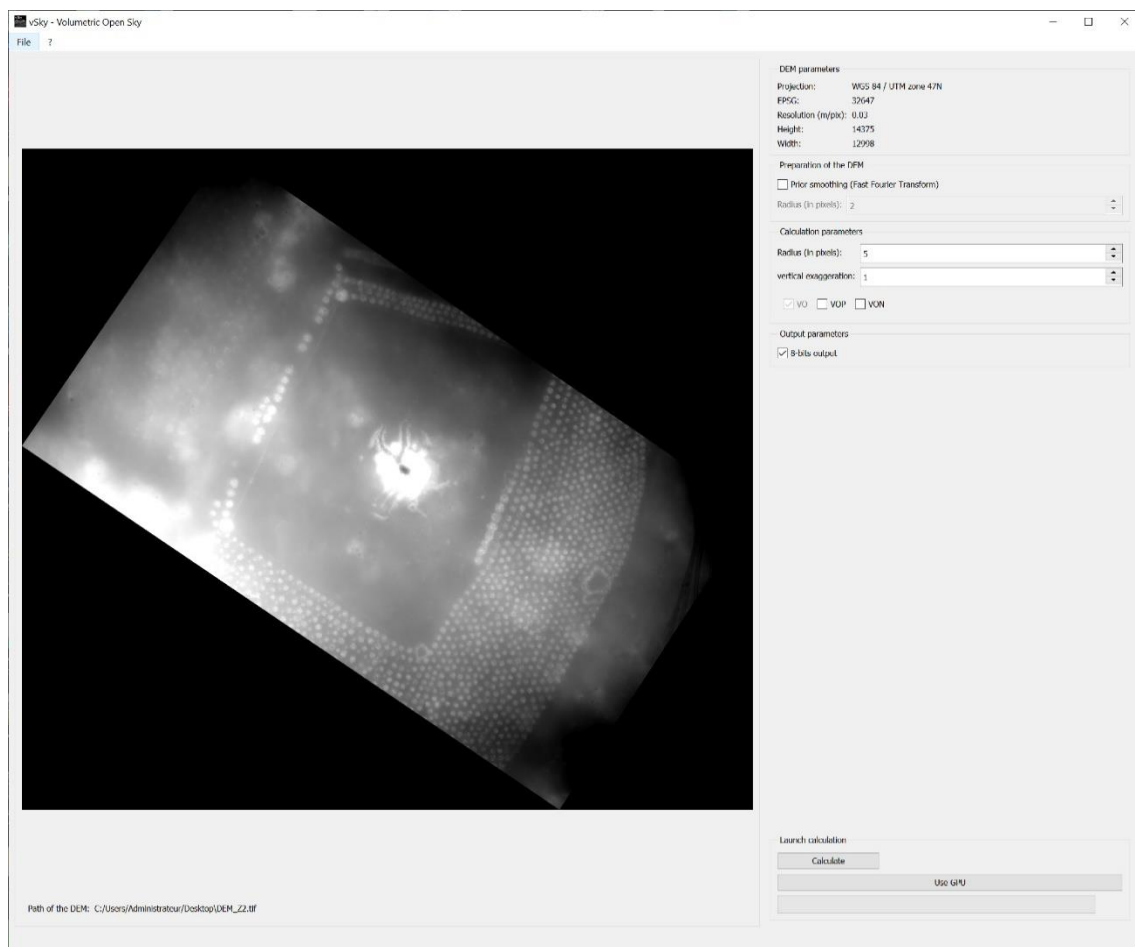 vSky - Volumetric Open Sky
File ?
DEM parameters
Projection: WGS 84 / UTM zone 47N
EPSG: 32647
Resolution (m/pix): 0.03
Height: 14375
Width: 12998
Preparation of the DEM
Prior smoothing (Fast Fourier Transform)
Radius (in pixels): 2
Calculation parameters
Radius (in pixels): 5
vertical exaggeration: 1
VO VOP VON
Output parameters
8-bits output
Launch calculation
Calculate
Use GPU
Path of the DEM: C:/Users/Administrateur/Desktop\DEM_Z2.tif